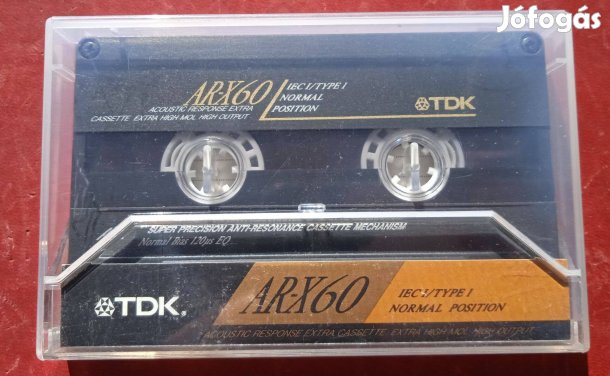 Jófogás
AR-X60 IEC I/TYPE I
NORMAL
POSITION
TDK
ACOUSTIC RESPONSE EXTRA
CASSETTE EXTRA HIGH MOL HIGH OUTPUT
SUPER PRECISION ANTI-RESONANCE CASSETTE MECHANISM
Normal Bias 120µs EQ
TDK® AR-X60 IEC I/TYPE I
NORMAL POSITION
ACOUSTIC RESPONSE EXTRA CASSETTE EXTRA HIGH MOL HIGH OUTPUT